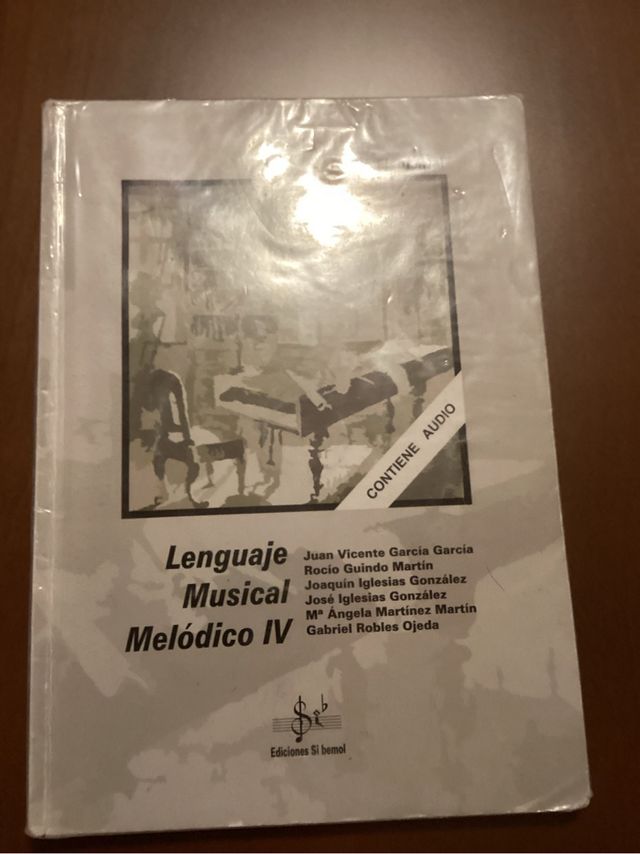 CONTIENE AUDIO
Lenguaje
Musical
Melódico IV
Juan Vicente García García
Rocío Guindo Martín
Joaquín Iglesias González
José Iglesias González
Mª Ángela Martínez Martín
Gabriel Robles Ojeda
Si b
Ediciones Si bemol